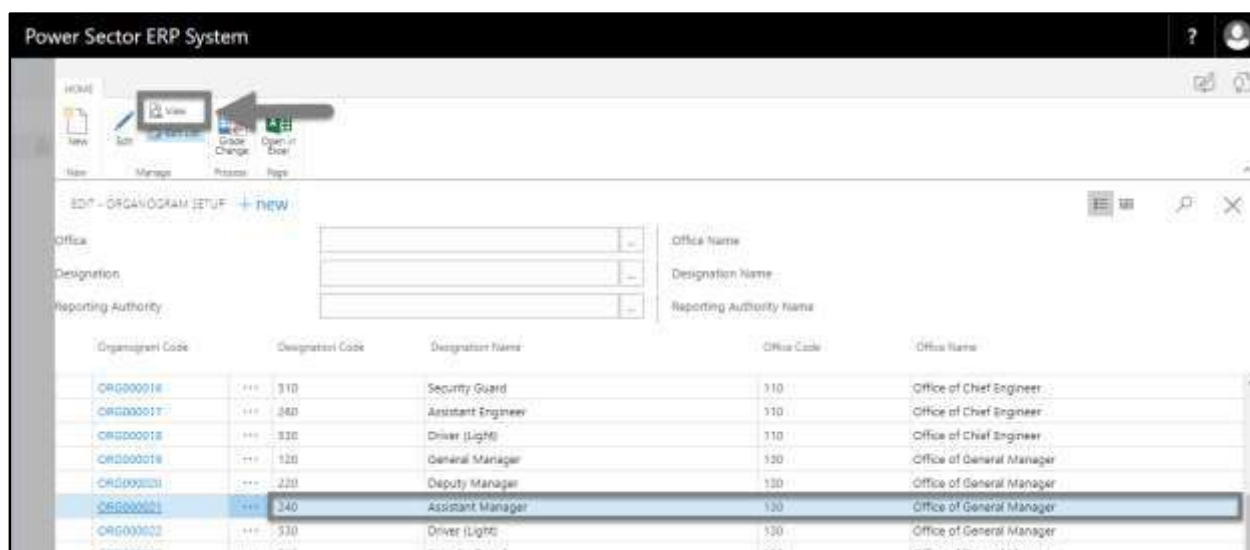 Power Sector ERP System ?
HOME
View
New Edit Edit List Grade Change Open in Excel
New Manage Process Page
EDIT - ORGANOGRAM SETUP + new
Office ... Office Name
Designation ... Designation Name
Reporting Authority ... Reporting Authority Name
Organogram Code Designation Code Designation Name Office Code Office Name
ORG000016 ... 510 Security Guard 110 Office of Chief Engineer
ORG000017 ... 260 Assistant Engineer 110 Office of Chief Engineer
ORG000018 ... 530 Driver (Light) 110 Office of Chief Engineer
ORG000019 ... 120 General Manager 130 Office of General Manager
ORG000020 ... 220 Deputy Manager 130 Office of General Manager
ORG000021 ... 240 Assistant Manager 130 Office of General Manager
ORG000022 ... 530 Driver (Light) 130 Office of General Manager